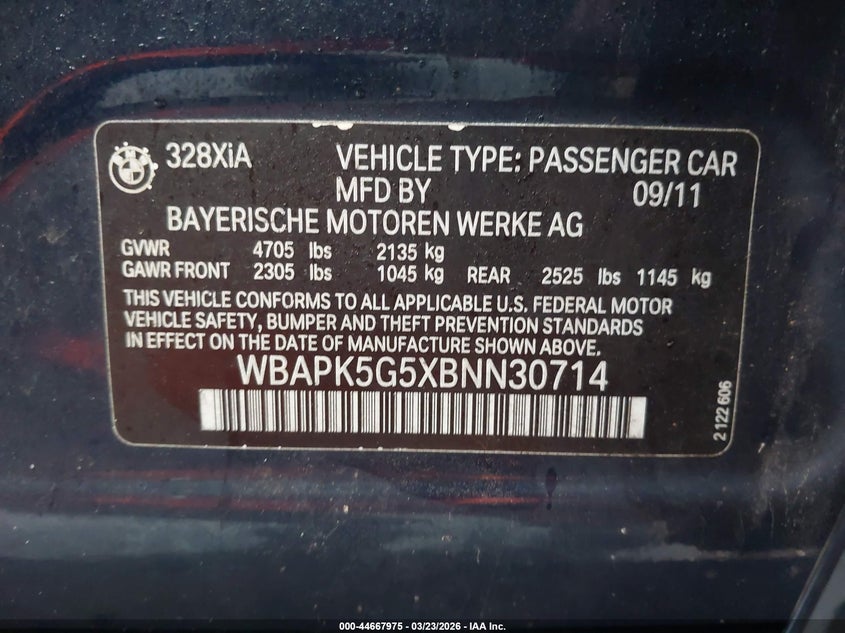 328XiA VEHICLE TYPE: PASSENGER CAR
MFD BY 09/11
BAYERISCHE MOTOREN WERKE AG
GVWR 4705 lbs 2135 kg
GAWR FRONT 2305 lbs 1045 kg REAR 2525 lbs 1145 kg
THIS VEHICLE CONFORMS TO ALL APPLICABLE U.S. FEDERAL MOTOR
VEHICLE SAFETY, BUMPER AND THEFT PREVENTION STANDARDS
IN EFFECT ON THE DATE OF MANUFACTURE SHOWN ABOVE.
WBAPK5G5XBNN30714
2 122 606
000-44667975 - 03/23/2026 - IAA Inc.